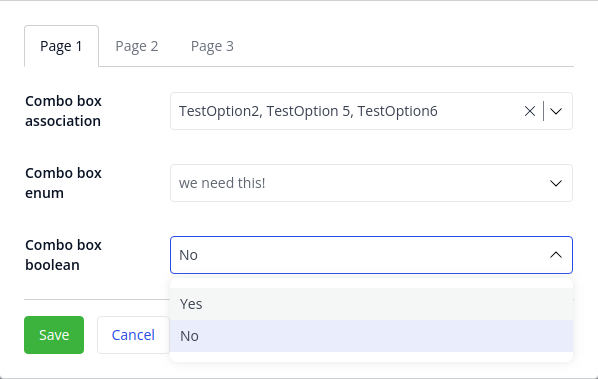 Page 1 Page 2 Page 3
Combo box
association
TestOption2, TestOption 5, TestOption6
Combo box
enum
we need this!
Combo box
boolean
No
Yes
No
Save Cancel